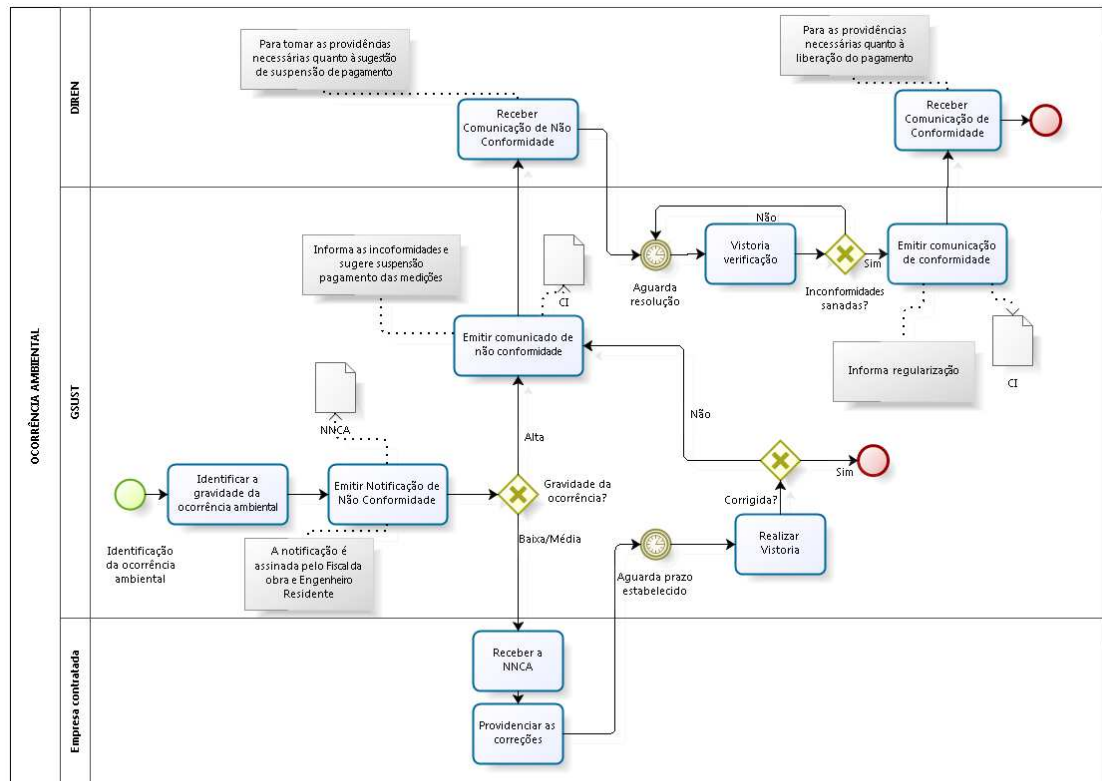 OCORRÊNCIA AMBIENTAL
DIREN
Para tomar as providências
necessárias quanto à sugestão
de suspensão de pagamento
Receber
Comunicação de Não
Conformidade
Para as providências
necessárias quanto à
liberação do pagamento
Receber
Comunicação de
Conformidade
GSUST
Informa as incoformidades e
sugere suspensão
pagamento das medições
CI
Emitir comunicado de
não conformidade
Aguarda
resolução
Vistoria
verificação
Não
Sim
Inconformidades
sanadas?
Emitir comunicação
de conformidade
Informa regularização
CI
NNCA
Identificação
da ocorrência
ambiental
Identificar a
gravidade da
ocorrência ambiental
Emitir Notificação de
Não Conformidade
A notificação é
assinada pelo Fiscal da
obra e Engenheiro
Residente
Alta
Gravidade da
ocorrência?
Baixa/Média
Não
Sim
Corrigida?
Aguarda prazo
estabelecido
Realizar
Vistoria
Empresa contratada
Receber a
NNCA
Providenciar as
correções